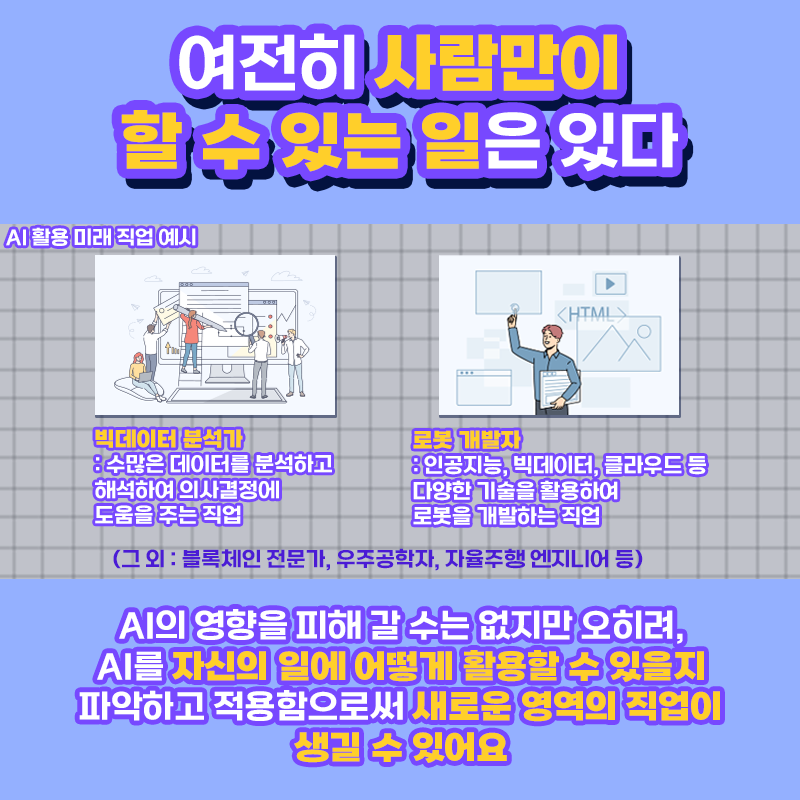 여전히 사람만이
할 수 있는 일은 있다
AI 활용 미래 직업 예시
HTML
빅데이터 분석가
: 수많은 데이터를 분석하고
해석하여 의사결정에
도움을 주는 직업
로봇 개발자
: 인공지능, 빅데이터, 클라우드 등
다양한 기술을 활용하여
로봇을 개발하는 직업
(그 외 : 블록체인 전문가, 우주공학자, 자율주행 엔지니어 등)
AI의 영향을 피해 갈 수는 없지만 오히려,
AI를 자신의 일에 어떻게 활용할 수 있을지
파악하고 적용함으로써 새로운 영역의 직업이
생길 수 있어요